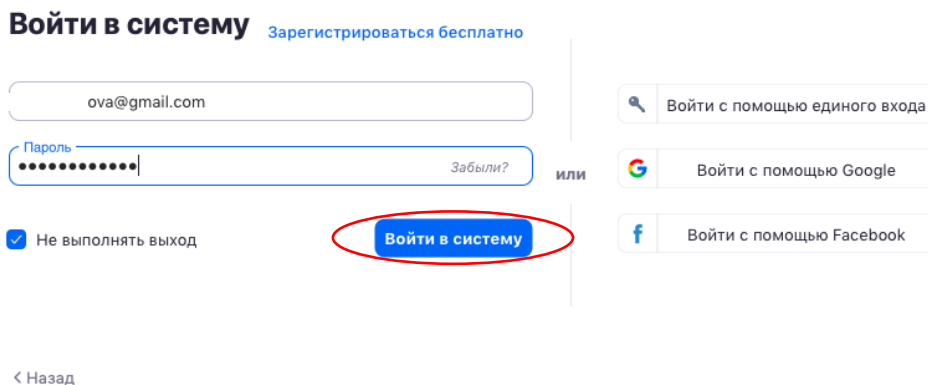 Войти в систему Зарегистрироваться бесплатно
ova@gmail.com
Пароль
●●●●●●●●●●●● Забыли?
Не выполнять выход Войти в систему
или
Войти с помощью единого входа
Войти с помощью Google
Войти с помощью Facebook
< Назад